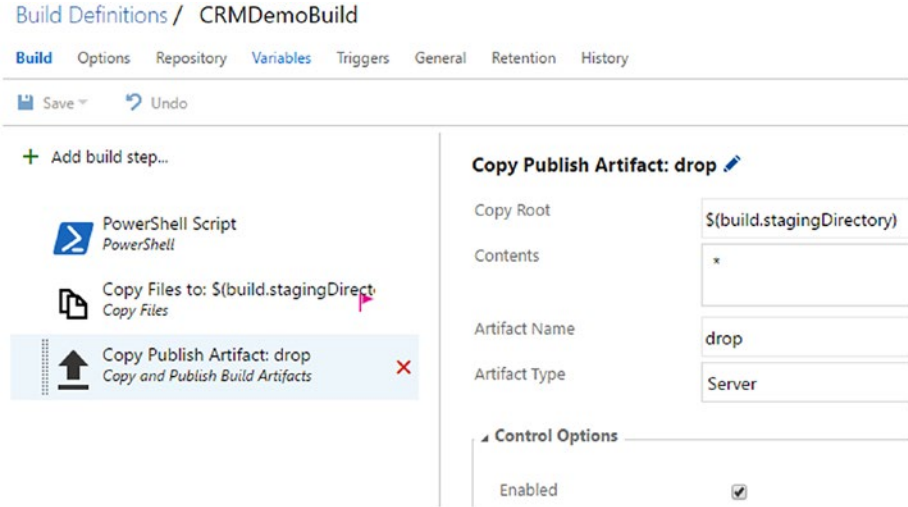 Build Definitions / CRMDemoBuild
Build Options Repository Variables Triggers General Retention History
Save Undo
+ Add build step...
PowerShell Script
PowerShell
Copy Files to: $(build.stagingDirect
Copy Files
Copy Publish Artifact: drop
Copy and Publish Build Artifacts
Copy Publish Artifact: drop
Copy Root $(build.stagingDirectory)
Contents *
Artifact Name drop
Artifact Type Server
Control Options
Enabled